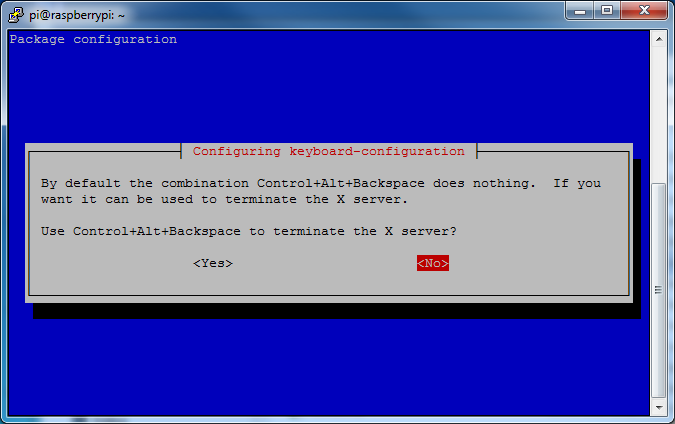 pi@raspberrypi: ~
Package configuration
Configuring keyboard-configuration
By default the combination Control+Alt+Backspace does nothing.  If you
want it can be used to terminate the X server.
Use Control+Alt+Backspace to terminate the X server?
<Yes> <No>